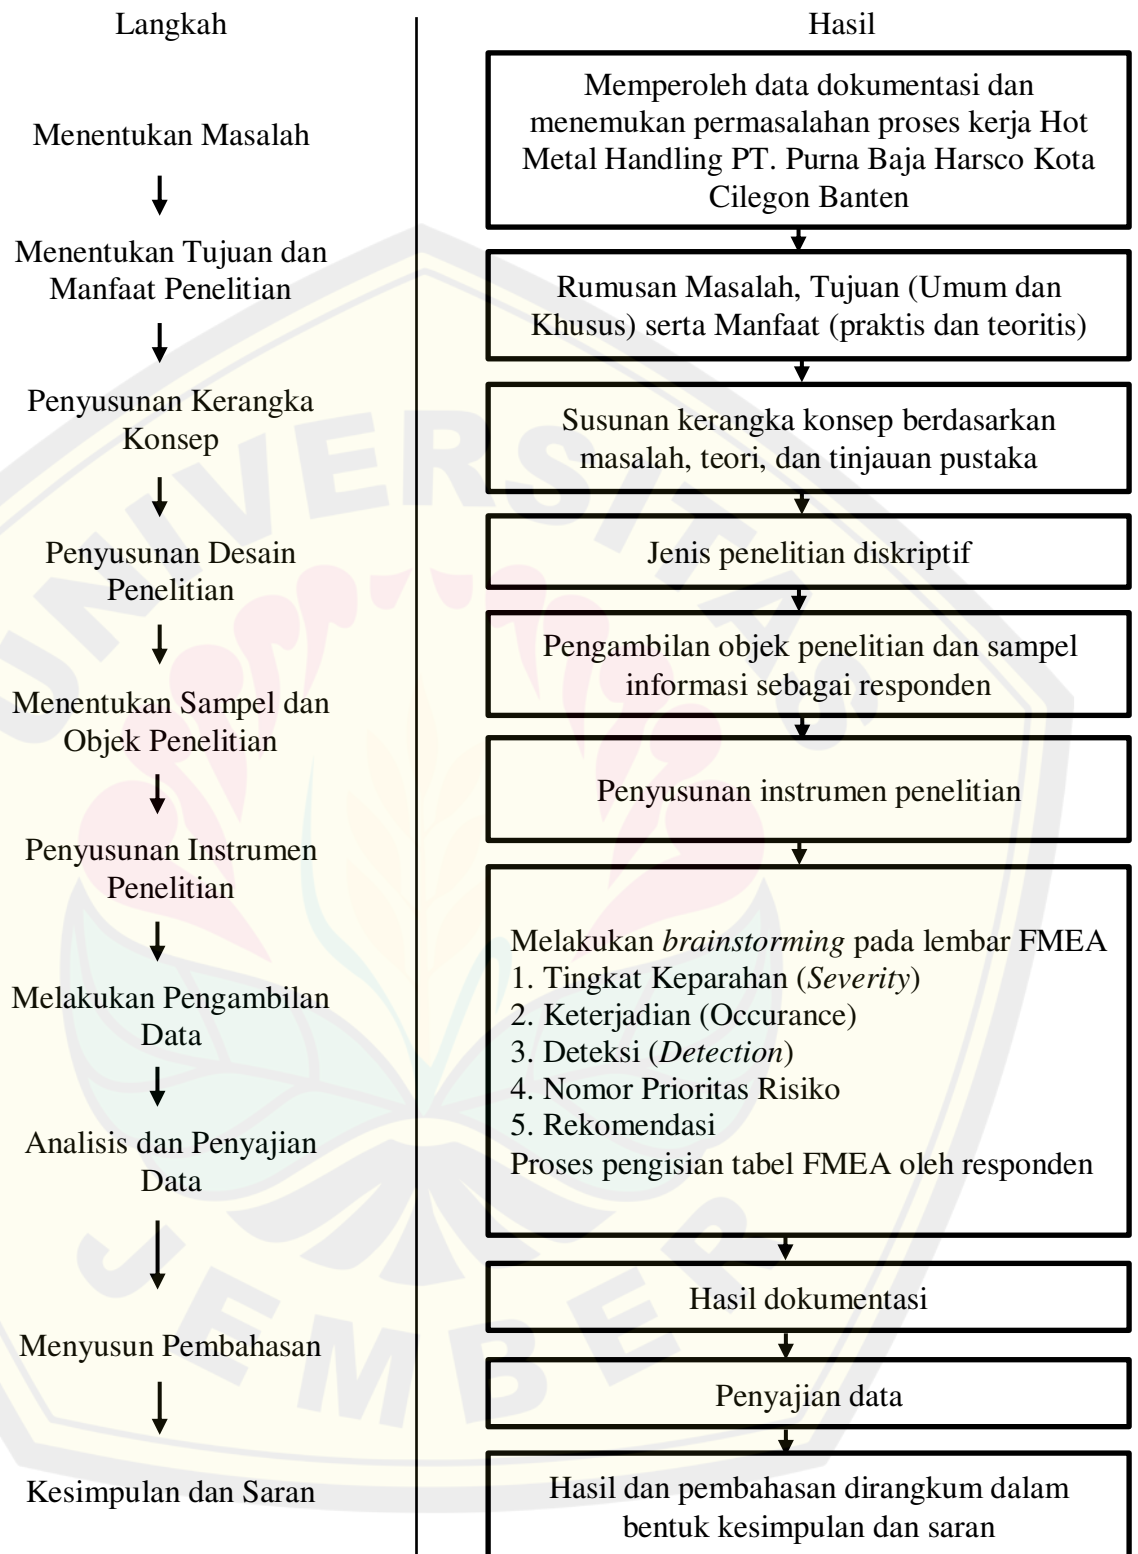 Langkah
Menentukan Masalah
Menentukan Tujuan dan
Manfaat Penelitian
Penyusunan Kerangka
Konsep
Penyusunan Desain
Penelitian
Menentukan Sampel dan
Objek Penelitian
Penyusunan Instrumen
Penelitian
Melakukan Pengambilan
Data
Analisis dan Penyajian
Data
Menyusun Pembahasan
Kesimpulan dan Saran
Hasil
Memperoleh data dokumentasi dan
menemukan permasalahan proses kerja Hot
Metal Handling PT. Purna Baja Harsco Kota
Cilegon Banten
Rumusan Masalah, Tujuan (Umum dan
Khusus) serta Manfaat (praktis dan teoritis)
Susunan kerangka konsep berdasarkan
masalah, teori, dan tinjauan pustaka
Jenis penelitian diskriptif
Pengambilan objek penelitian dan sampel
informasi sebagai responden
Penyusunan instrumen penelitian
Melakukan brainstorming pada lembar FMEA
1. Tingkat Keparahan (Severity)
2. Keterjadian (Occurance)
3. Deteksi (Detection)
4. Nomor Prioritas Risiko
5. Rekomendasi
Proses pengisian tabel FMEA oleh responden
Hasil dokumentasi
Penyajian data
Hasil dan pembahasan dirangkum dalam
bentuk kesimpulan dan saran
UNIVERSITAS
JEMBER